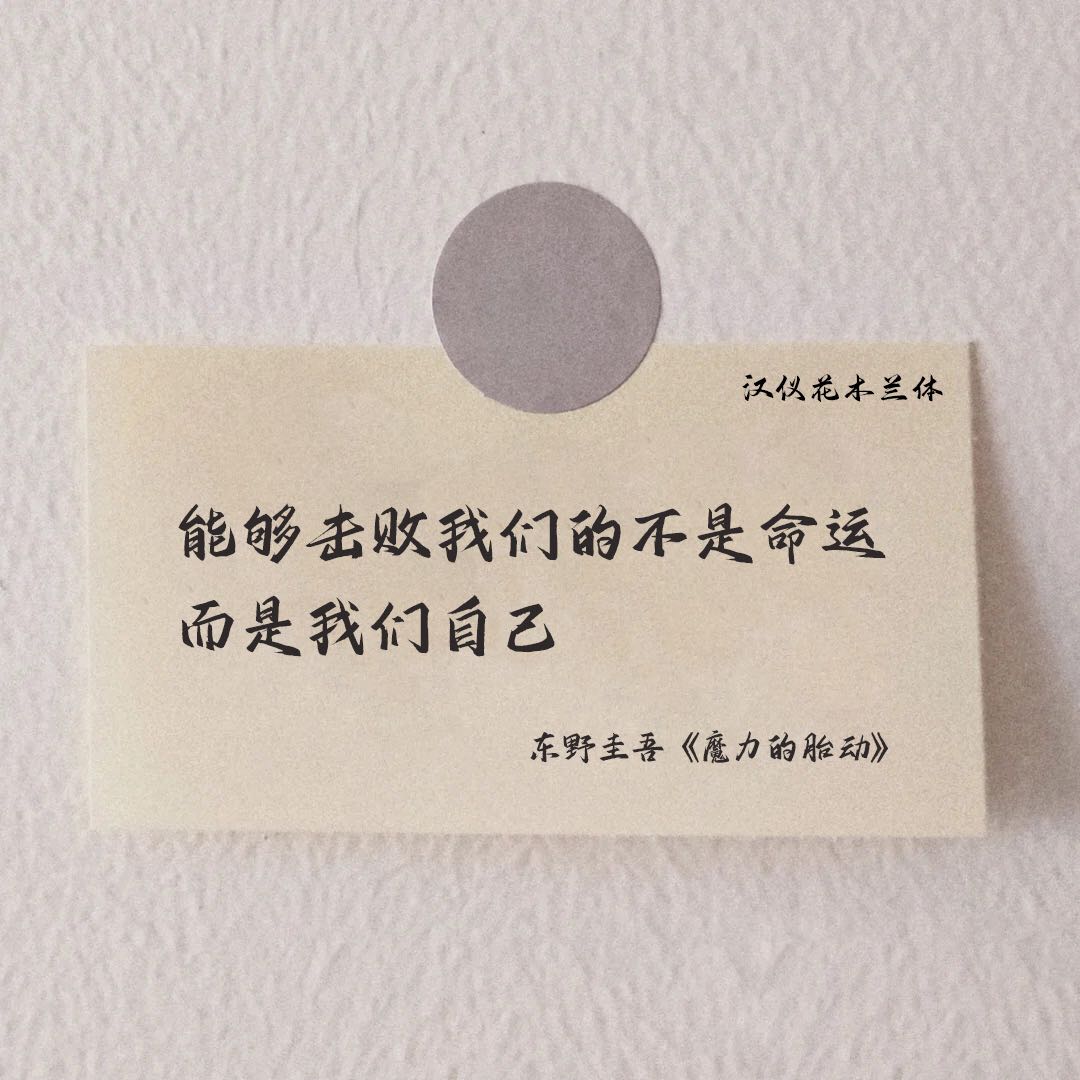 汉仪花木兰体
能够击败我们的不是命运
而是我们自己
东野圭吾《魔力的胎动》